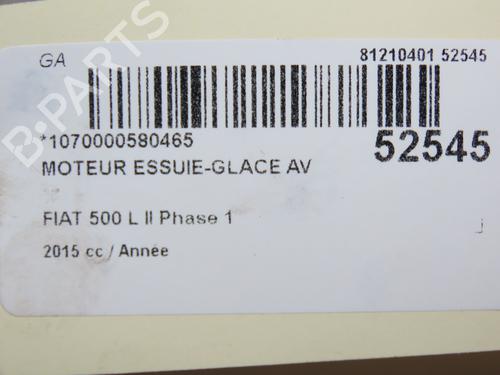 GA
81210401 52545
*1070000580465
52545
MOTEUR ESSUIE-GLACE AV
FIAT 500 L II Phase 1
2015 cc / Année
B-PARTS